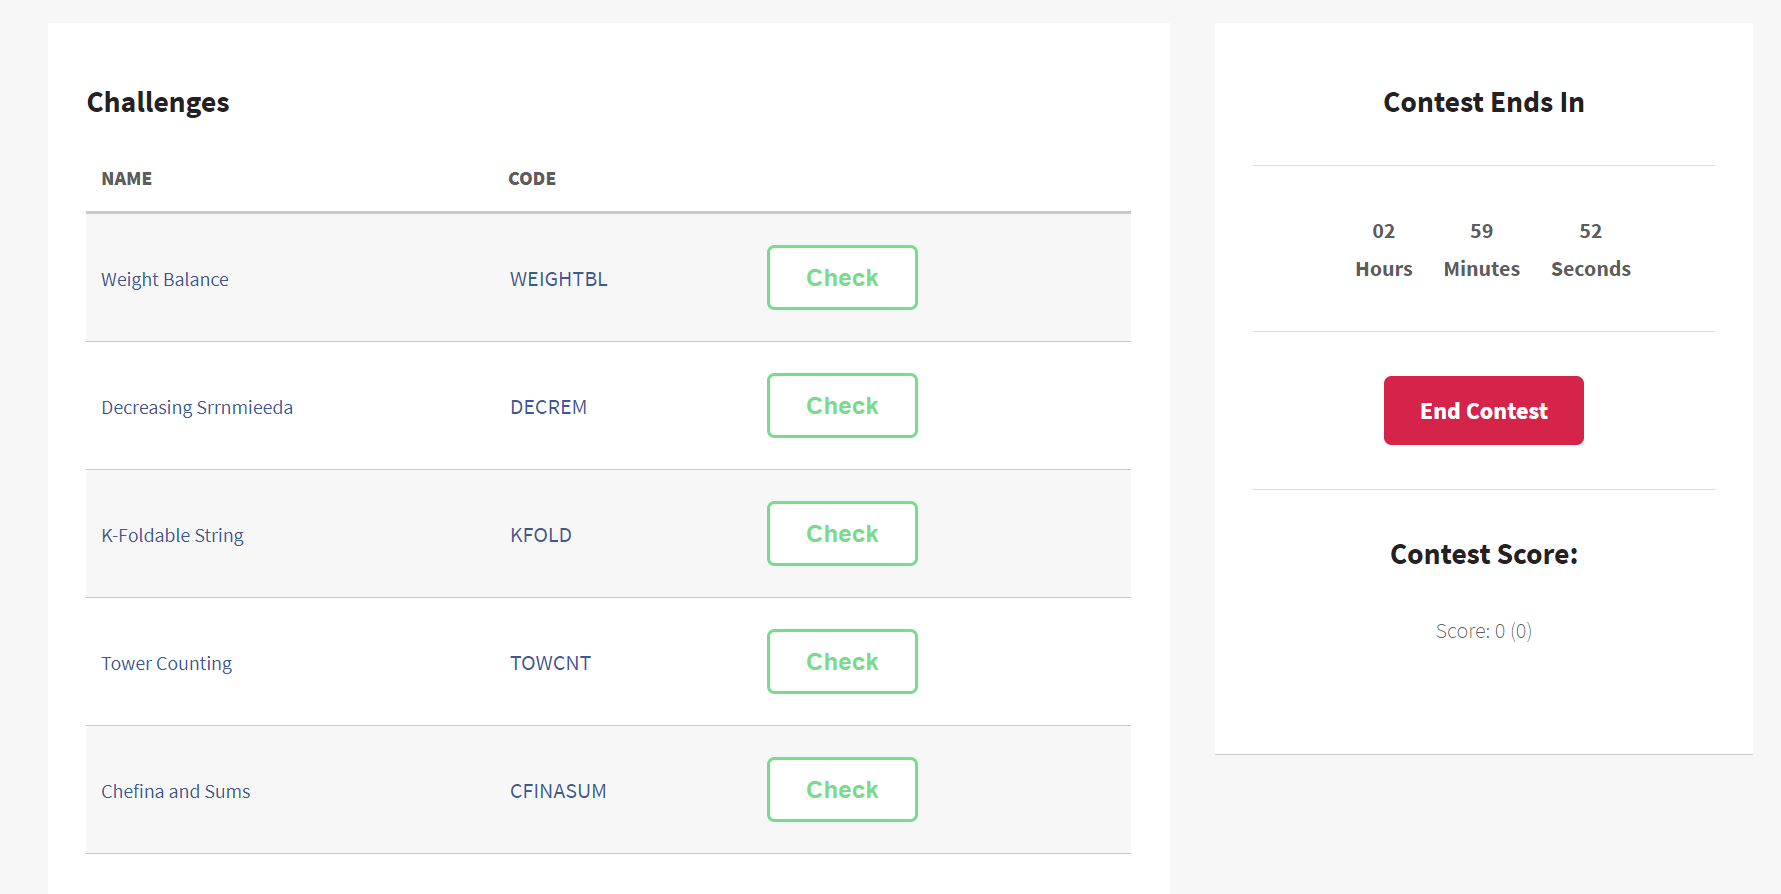 Challenges
NAME CODE
Weight Balance WEIGHTBL Check
Decreasing Srrnmieeda DECREM Check
K-Foldable String KFOLD Check
Tower Counting TOWCNT Check
Chefina and Sums CFINASUM Check
Contest Ends In
02 59 52
Hours Minutes Seconds
End Contest
Contest Score:
Score: 0 (0)